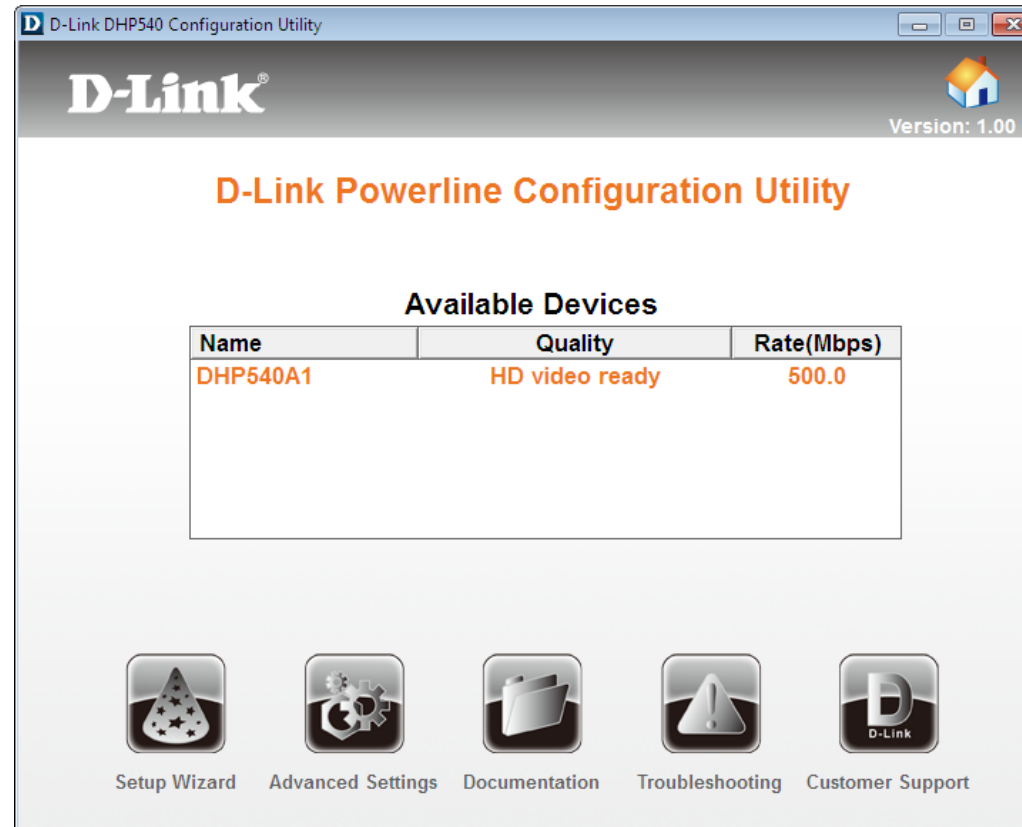 D D-Link DHP540 Configuration Utility
D-Link®
Version: 1.00
D-Link Powerline Configuration Utility
Available Devices
Name Quality Rate(Mbps)
DHP540A1 HD video ready 500.0
D
D-Link
Setup Wizard Advanced Settings Documentation Troubleshooting Customer Support